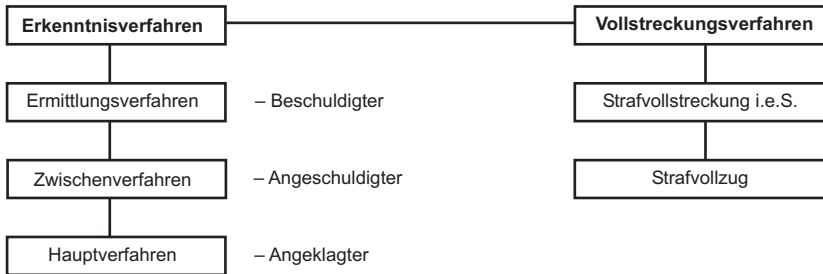 Erkenntnisverfahren
Vollstreckungsverfahren
Ermittlungsverfahren
– Beschuldigter
Strafvollstreckung i.e.S.
Zwischenverfahren
– Angeschuldigter
Strafvollzug
Hauptverfahren
– Angeklagter